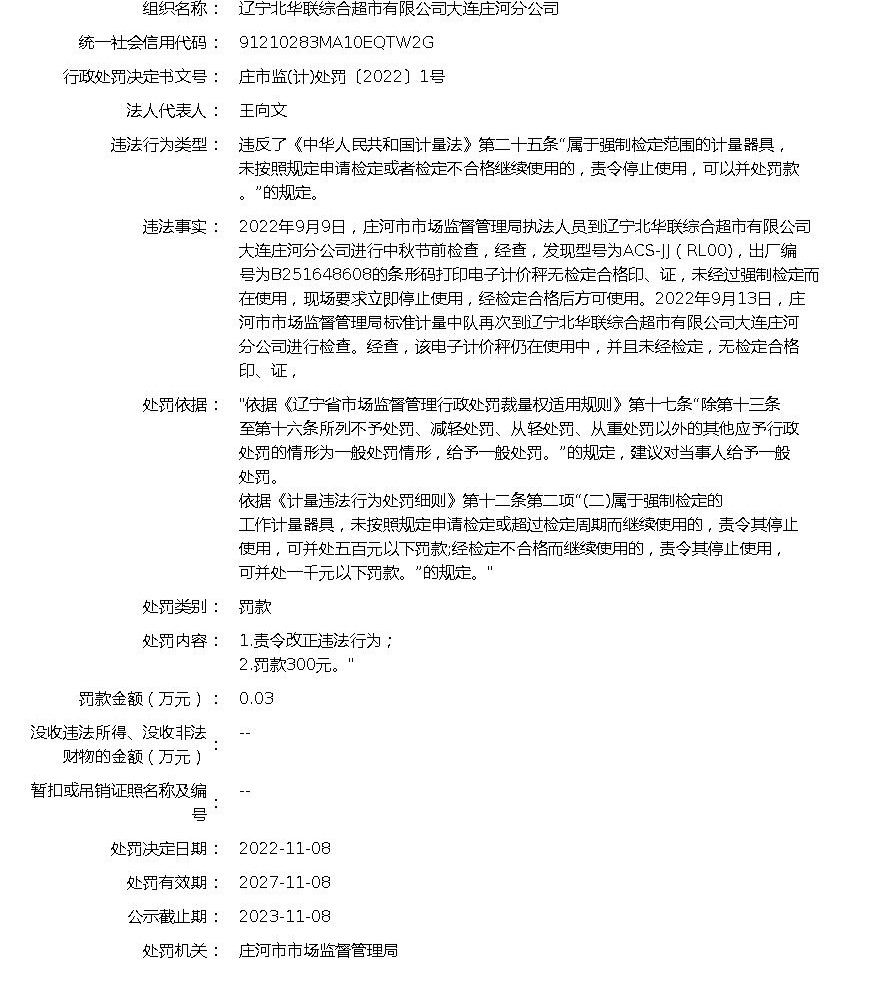 组织名称： 辽宁北华联综合超市有限公司大连庄河分公司
统一社会信用代码： 91210283MA10EQTW2G
行政处罚决定书文号： 庄市监(计)处罚〔2022〕1号
法人代表人： 王向文
违法行为类型： 违反了《中华人民共和国计量法》第二十五条“属于强制检定范围的计量器具，
未按照规定申请检定或者检定不合格继续使用的，责令停止使用，可以并处罚款
。”的规定。
违法事实： 2022年9月9日，庄河市市场监督管理局执法人员到辽宁北华联综合超市有限公司
大连庄河分公司进行中秋节前检查，经查，发现型号为ACS-JJ（RL00)，出厂编
号为B251648608的条形码打印电子计价秤无检定合格印、证，未经过强制检定而
在使用，现场要求立即停止使用，经检定合格后方可使用。2022年9月13日，庄
河市市场监督管理局标准计量中队再次到辽宁北华联综合超市有限公司大连庄河
分公司进行检查。经查，该电子计价秤仍在使用中，并且未经检定，无检定合格
印、证，
处罚依据： "依据《辽宁省市场监督管理行政处罚裁量权适用规则》第十七条“除第十三条
至第十六条所列不予处罚、减轻处罚、从轻处罚、从重处罚以外的其他应予行政
处罚的情形为一般处罚情形，给予一般处罚。”的规定，建议对当事人给予一般
处罚。
依据《计量违法行为处罚细则》第十二条第二项“(二)属于强制检定的
工作计量器具，未按照规定申请检定或超过检定周期而继续使用的，责令其停止
使用，可并处五百元以下罚款;经检定不合格而继续使用的，责令其停止使用，
可并处一千元以下罚款。”的规定。"
处罚类别： 罚款
处罚内容： 1.责令改正违法行为；
2.罚款300元。"
罚款金额（万元）： 0.03
没收违法所得、没收非法
财物的金额（万元）： --
暂扣或吊销证照名称及编
号： --
处罚决定日期： 2022-11-08
处罚有效期： 2027-11-08
公示截止期： 2023-11-08
处罚机关： 庄河市市场监督管理局